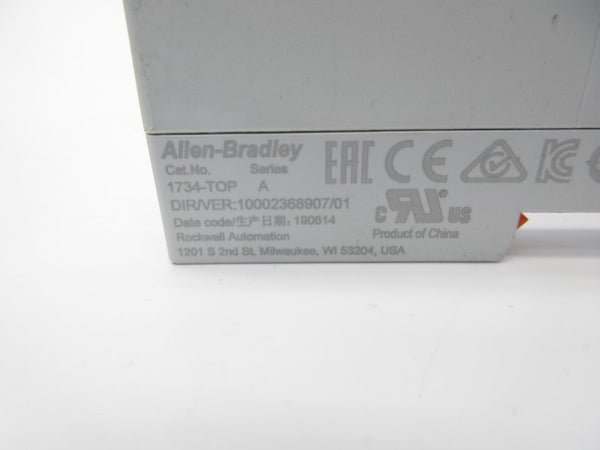 Allen-Bradley
Cat.No. Series
1734-TOP A
DIR/VER:10002368907/01
Date code/生产日期: 190614
Rockwell Automation
1201 S 2nd St. Milwaukee, WI 53204, USA
EAC CE
c RU US
Product of China